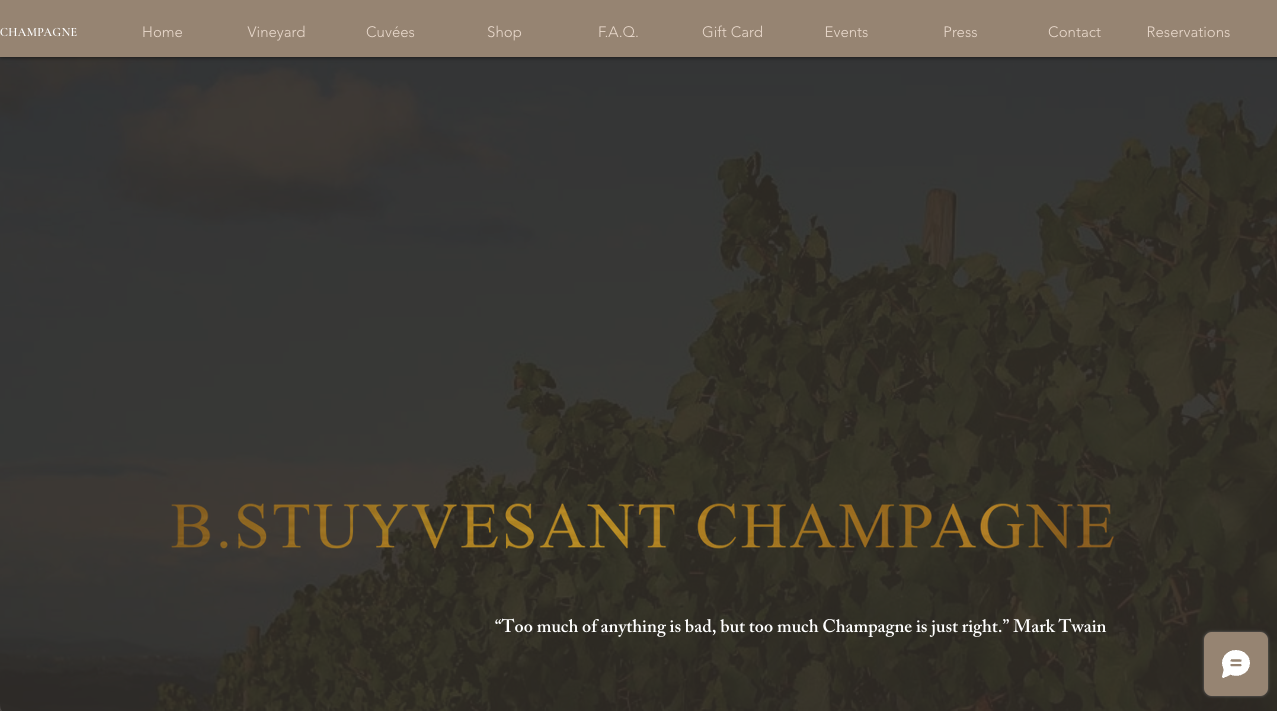 CHAMPAGNE
Home
Vineyard
Cuvées
Shop
F.A.Q.
Gift Card
Events
Press
Contact
Reservations
B.STUYVESANT CHAMPAGNE
“Too much of anything is bad, but too much Champagne is just right.” Mark Twain